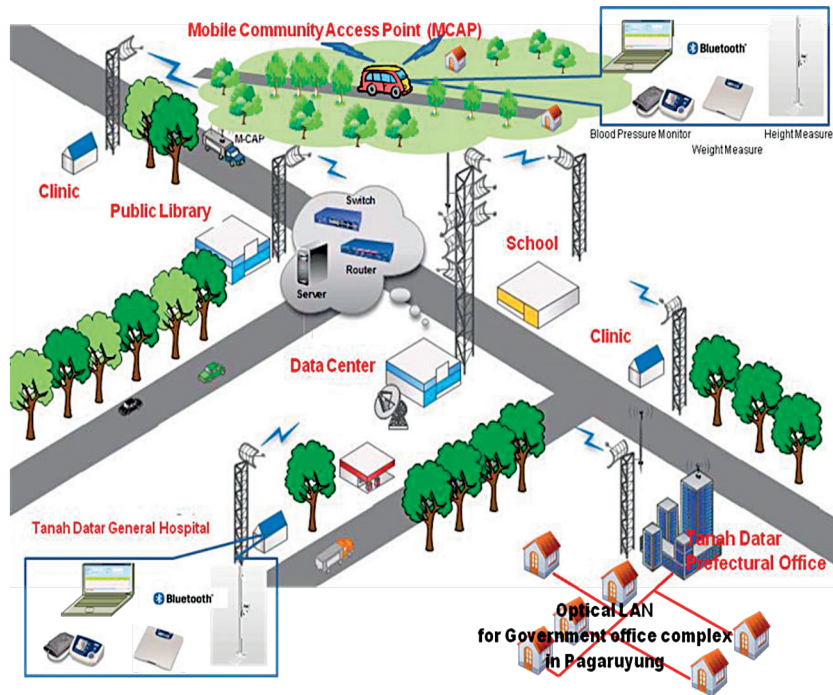 Mobile Community Access Point (MCAP)
Bluetooth®
Blood Pressure Monitor
Height Measure
Weight Measure
M-CAP
Clinic
Public Library
Switch
Router
Server
School
Clinic
Data Center
Tanah Datar General Hospital
Bluetooth®
Tanah Datar
Prefectural Office
Optical LAN
for Government office complex
in Pagaruyung